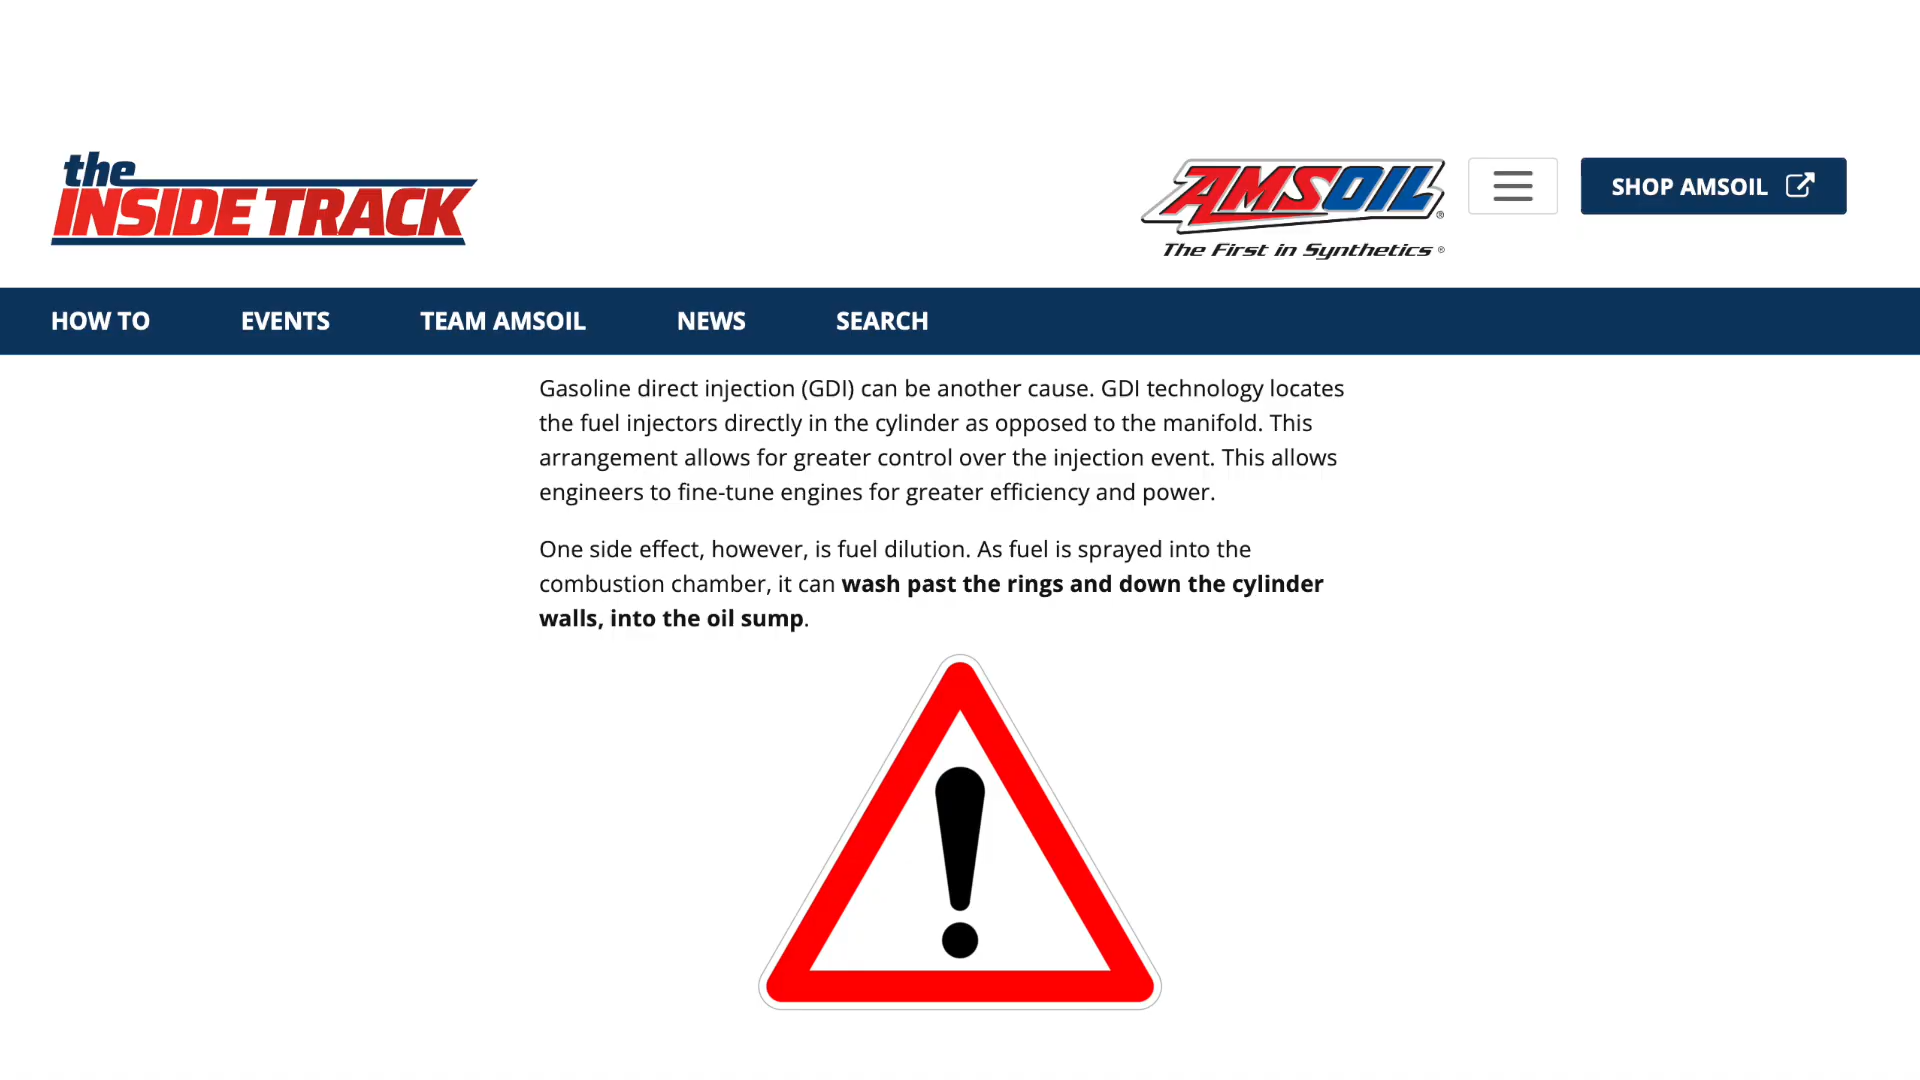 the
INSIDE TRACK
AMSOIL®
The First in Synthetics®
SHOP AMSOIL
HOW TO
EVENTS
TEAM AMSOIL
NEWS
SEARCH
Gasoline direct injection (GDI) can be another cause. GDI technology locates
the fuel injectors directly in the cylinder as opposed to the manifold. This
arrangement allows for greater control over the injection event. This allows
engineers to fine-tune engines for greater efficiency and power.
One side effect, however, is fuel dilution. As fuel is sprayed into the
combustion chamber, it can wash past the rings and down the cylinder
walls, into the oil sump.
!